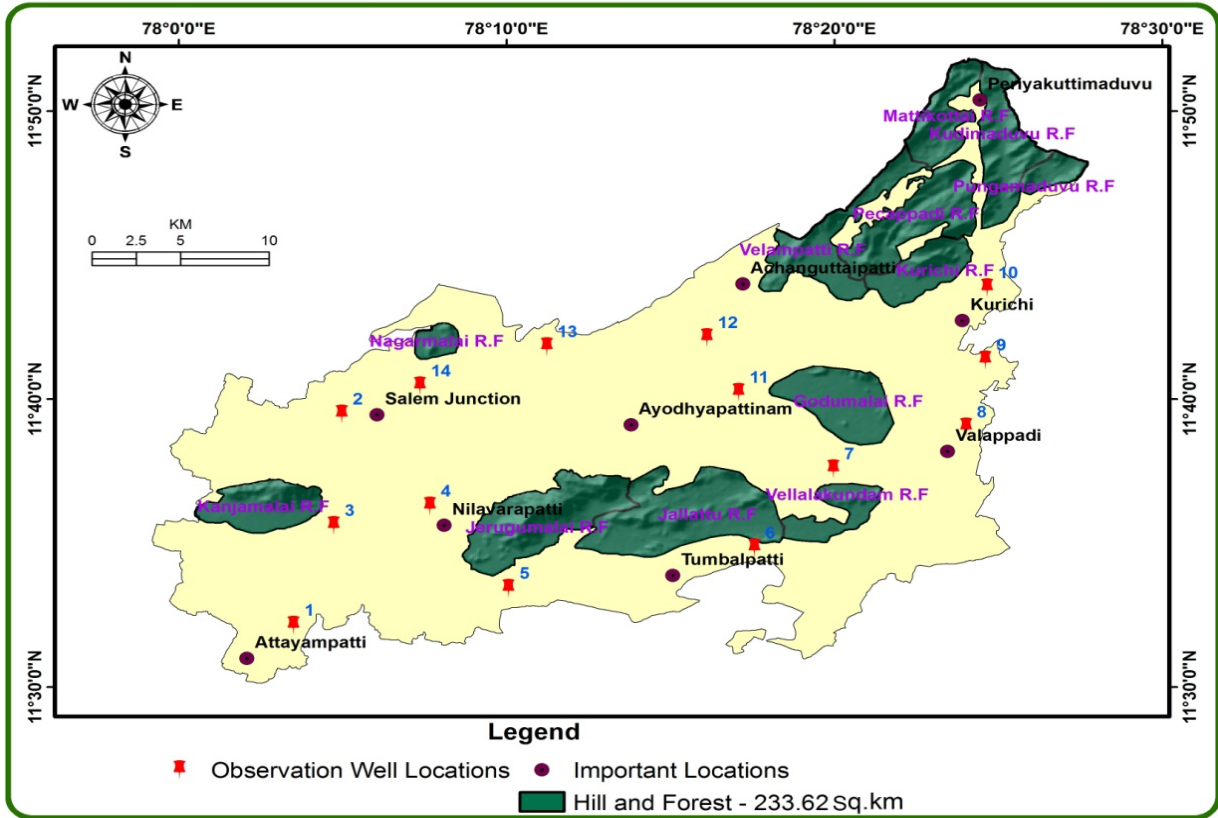 78°0'0"E
78°10'0"E
78°20'0"E
78°30'0"E
N
W
E
S
11°50'0"N
11°50'0"N
Periyakuttimaduvu
Mattikottai R.F
Kudimaduvu R.F
Pungamaduvu R.F
Pecappadi R.F
KM
0 2.5 5 10
Velampatti R.F
Achanguttaipatti
Kurichi R.F
10
Kurichi
12
13
Nagarmalai R.F
9
14
11
Salem Junction
2
Ayodhyapattinam
Godumalai R.F
11°40'0"N
11°40'0"N
8
Valappadi
7
Vellalakundam R.F
Kanjamalai R.F
3
4
Nilavarapatti
Jerugumalai R.F
Jallattu R.F
6
Tumbalpatti
5
1
Attayampatti
11°30'0"N
11°30'0"N
Legend
Observation Well Locations
Important Locations
Hill and Forest - 233.62 Sq.km